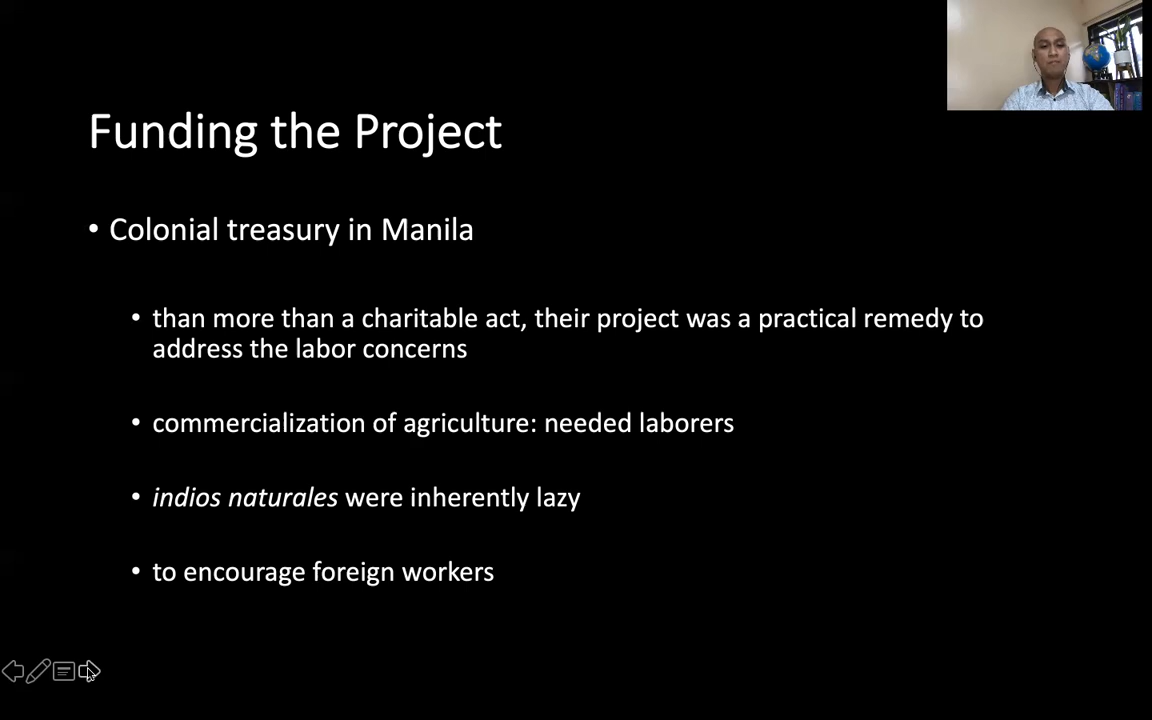 Funding the Project
• Colonial treasury in Manila
• than more than a charitable act, their project was a practical remedy to
address the labor concerns
• commercialization of agriculture: needed laborers
• indios naturales were inherently lazy
• to encourage foreign workers